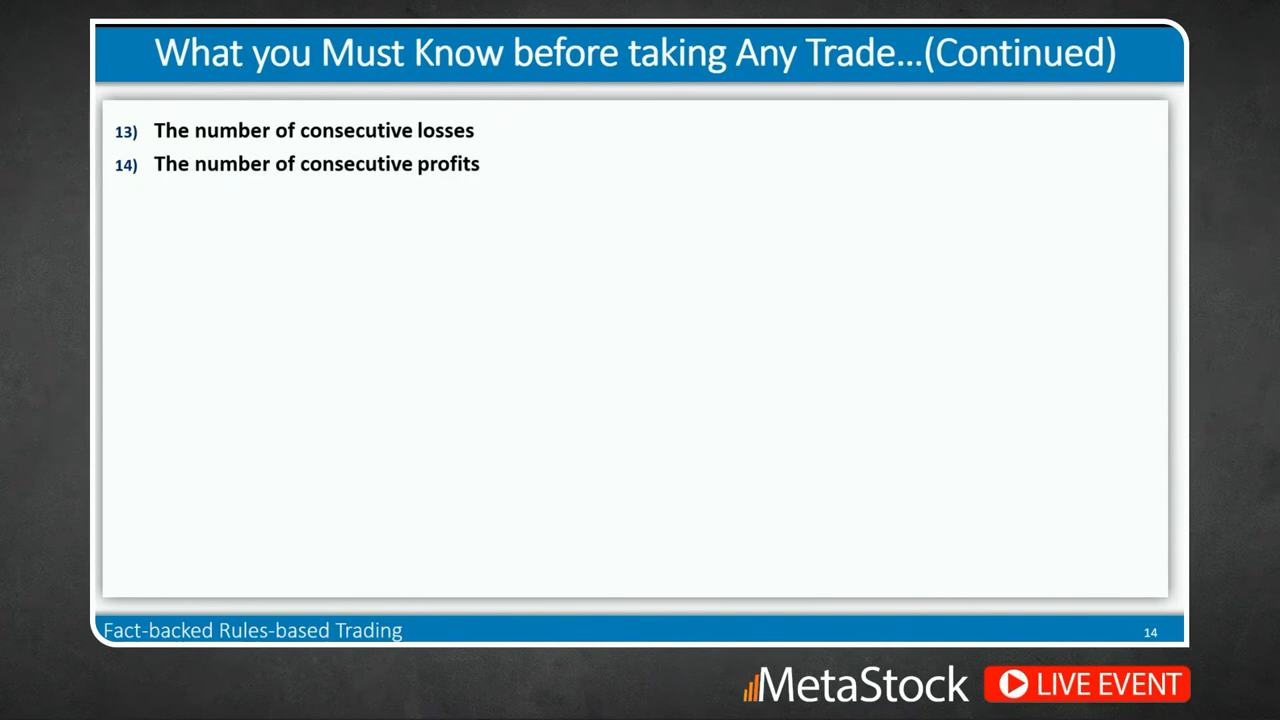 What you Must Know before taking Any Trade...(Continued)
13) The number of consecutive losses
14) The number of consecutive profits
Fact-backed Rules-based Trading
14
MetaStock
LIVE EVENT